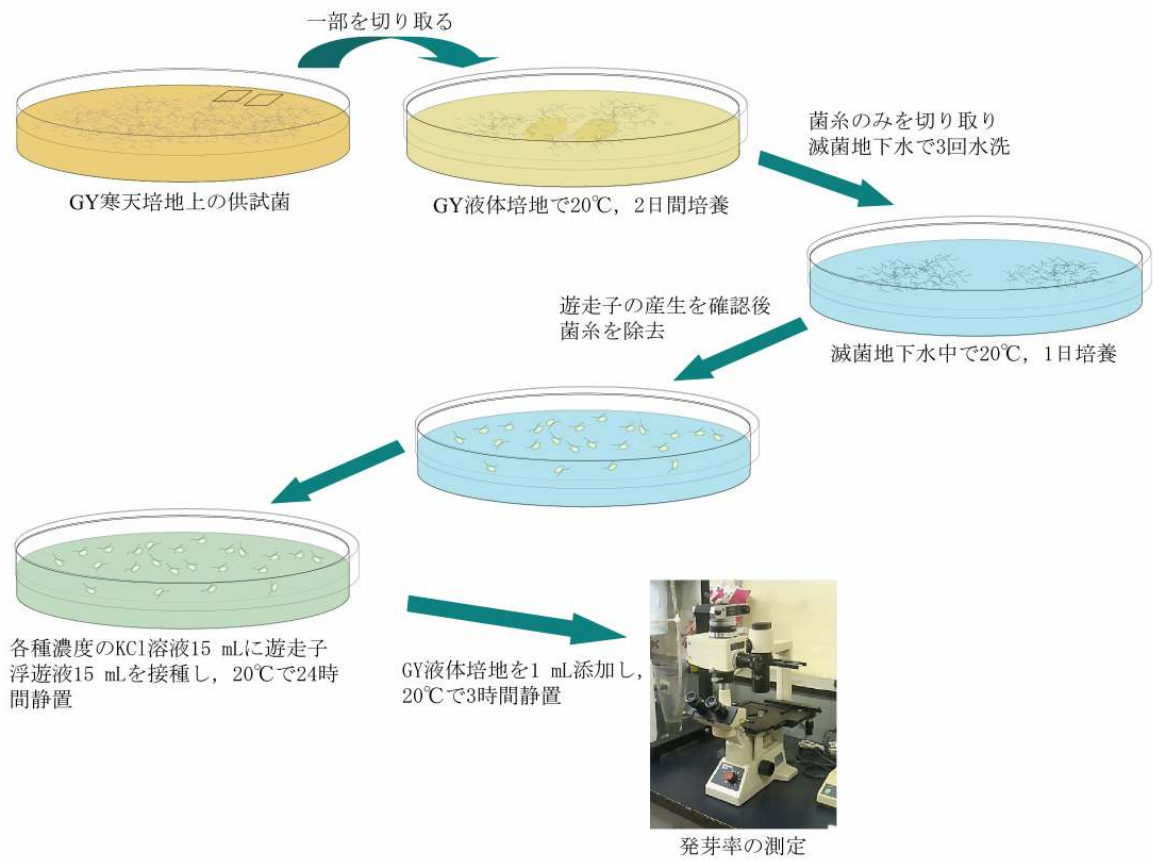 一部を切り取る
GY寒天培地上の供試菌
GY液体培地で20℃，2日間培養
菌糸のみを切り取り
滅菌地下水で3回水洗
滅菌地下水中で20℃，1日培養
遊走子の産生を確認後
菌糸を除去
各種濃度のKCl溶液15 mLに遊走子
浮遊液15 mLを接種し，20℃で24時
間静置
GY液体培地を1 mL添加し，
20℃で3時間静置
発芽率の測定